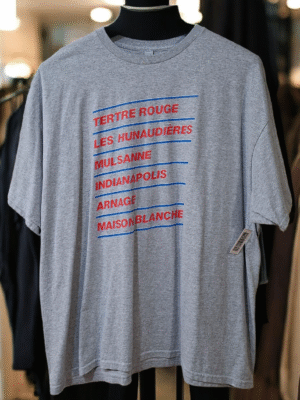 TERTRE ROUGE
LES HUNAUDIÈRES
MULSANNE
INDIANAPOLIS
ARNAGE
MAISON BLANCHE